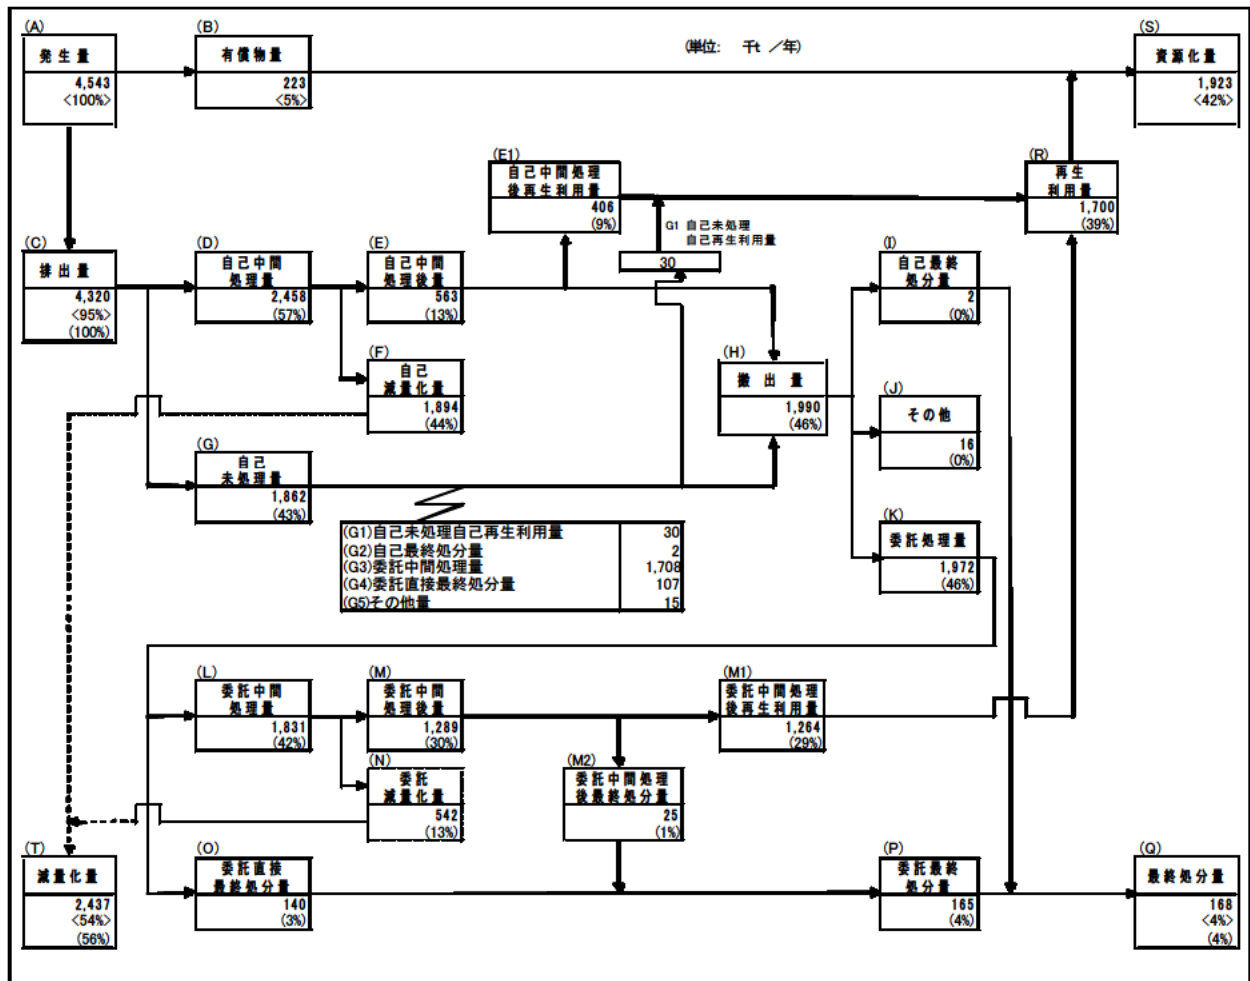 (単位: 千t /年)
(A)
発生量
4,543
<100%>
(B)
有償物量
223
<5%>
(S)
資源化量
1,923
<42%>
(E1)
自己中間処理
後再生利用量
406
(9%)
(R)
再生
利用量
1,700
(39%)
G1 自己未処理
自己再生利用量
30
(C)
排出量
4,320
<95%>
(100%)
(D)
自己中間
処理量
2,458
(57%)
(E)
自己中間
処理後量
563
(13%)
(I)
自己最終
処分量
2
(0%)
(F)
自己
減量化量
1,894
(44%)
(H)
搬出量
1,990
(46%)
(J)
その他
16
(0%)
(G)
自己
未処理量
1,862
(43%)
(G1)自己未処理自己再生利用量 30
(G2)自己最終処分量 2
(G3)委託中間処理量 1,708
(G4)委託直接最終処分量 107
(G5)その他量 15
(K)
委託処理量
1,972
(46%)
(L)
委託中間
処理量
1,831
(42%)
(M)
委託中間
処理後量
1,289
(30%)
(M1)
委託中間処理
後再生利用量
1,264
(29%)
(N)
委託
減量化量
542
(13%)
(M2)
委託中間処理
後最終処分量
25
(1%)
(T)
減量化量
2,437
<54%>
(56%)
(O)
委託直接
最終処分量
140
(3%)
(P)
委託最終
処分量
165
(4%)
(Q)
最終処分量
168
<4%>
(4%)